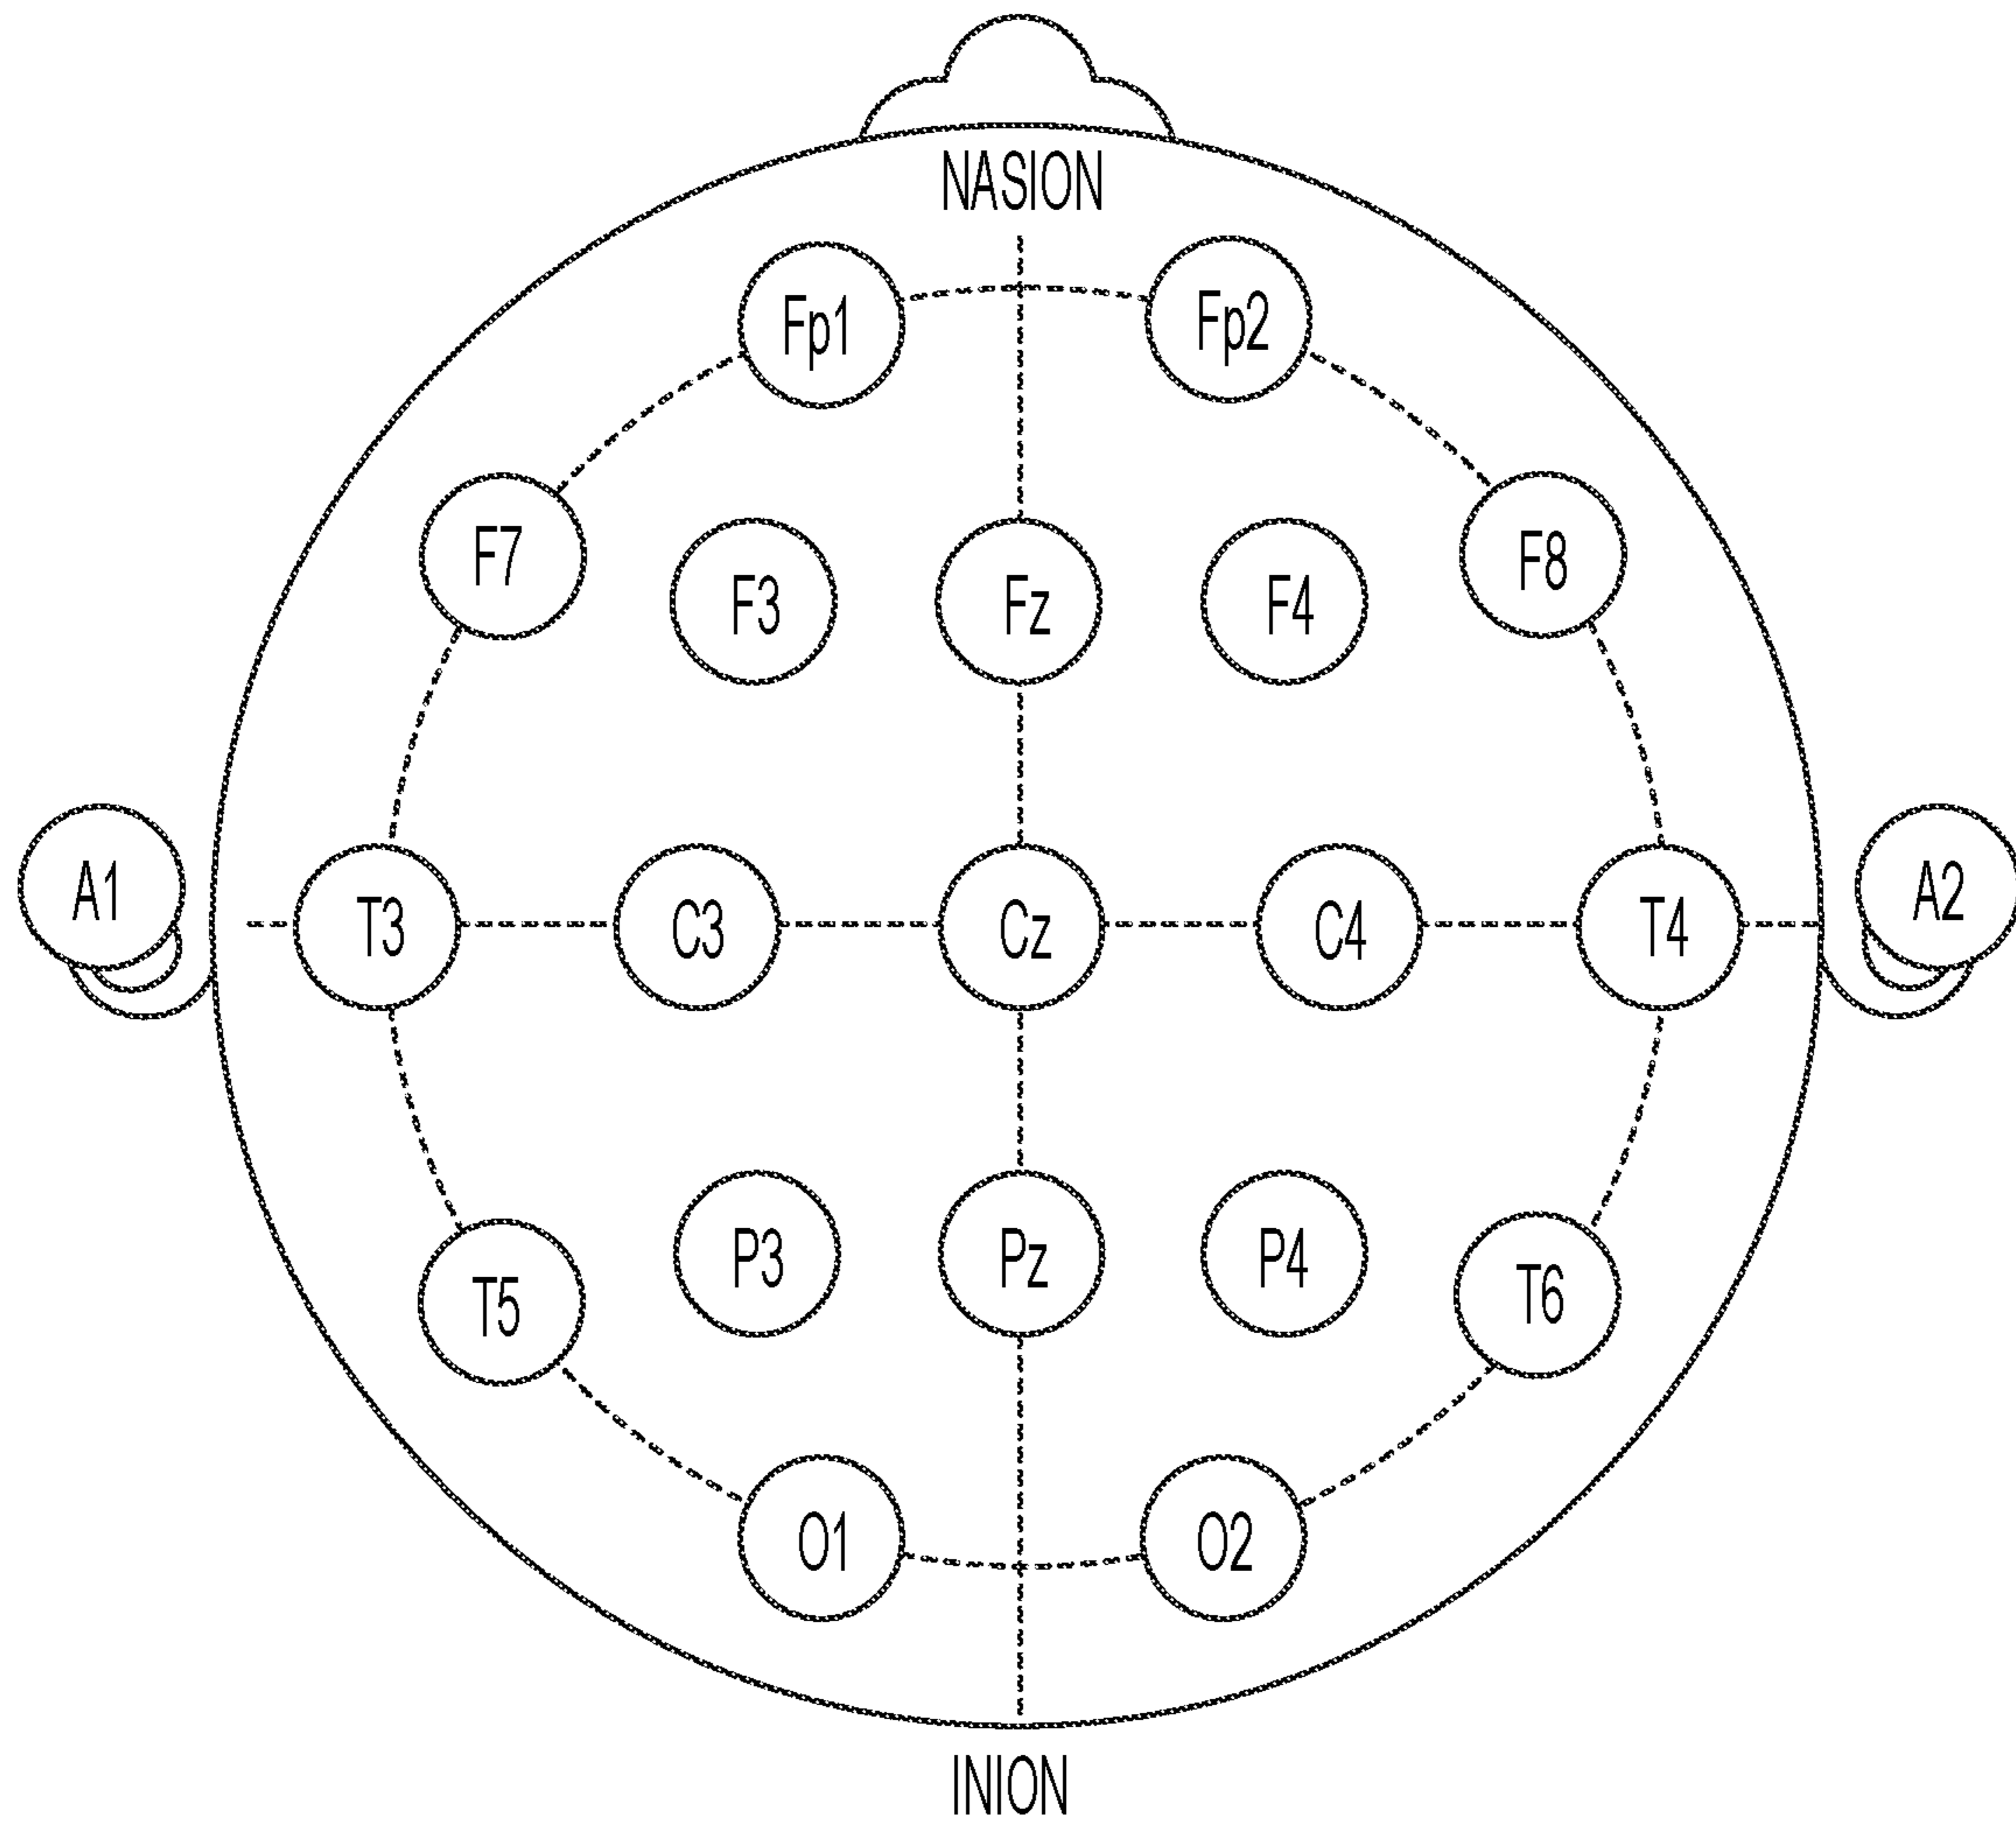 NASION
Fp1 Fp2
F7 F3 Fz F4 F8
A1 T3 C3 Cz C4 T4 A2
T5 P3 Pz P4 T6
O1 O2
INION